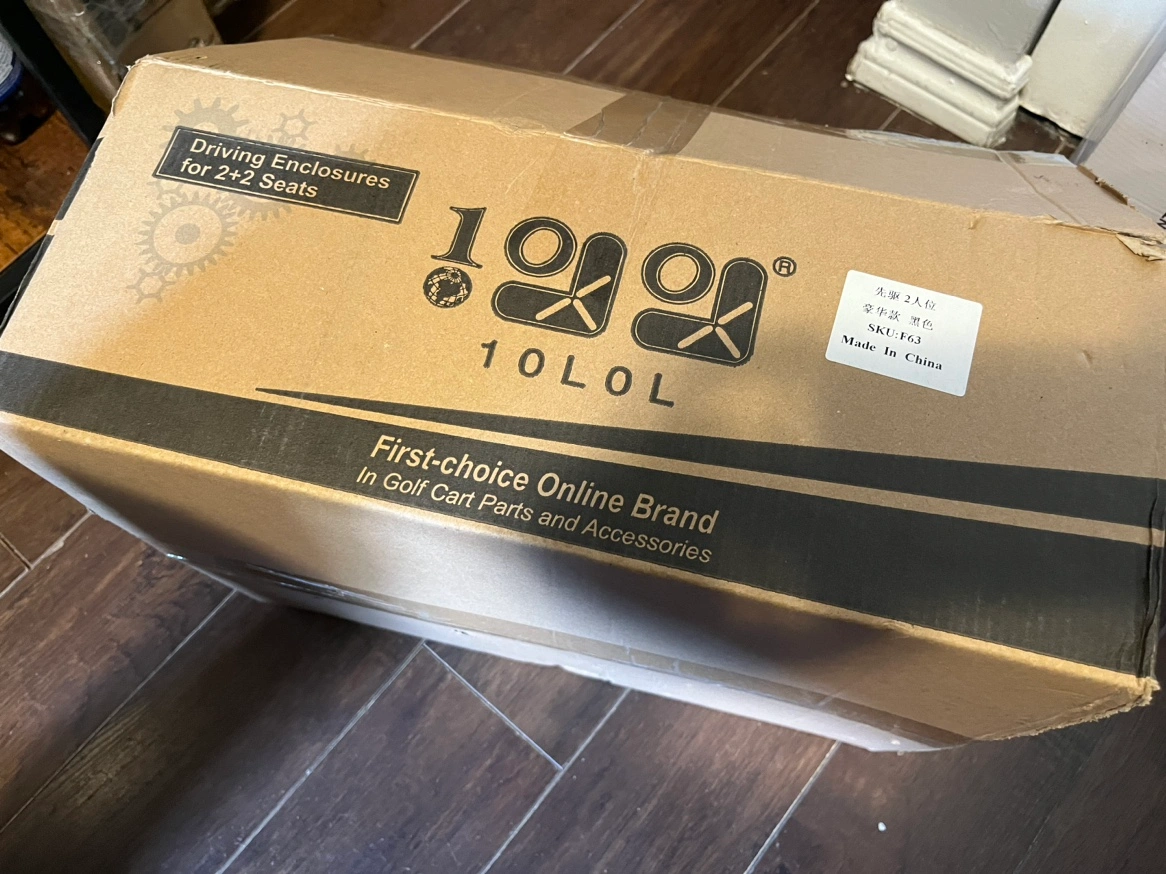 Driving Enclosures
for 2+2 Seats
10L0L
®
10L0L
先驱 2人位
豪华款 黑色
SKU:F63
Made In China
First-choice Online Brand
In Golf Cart Parts and Accessories